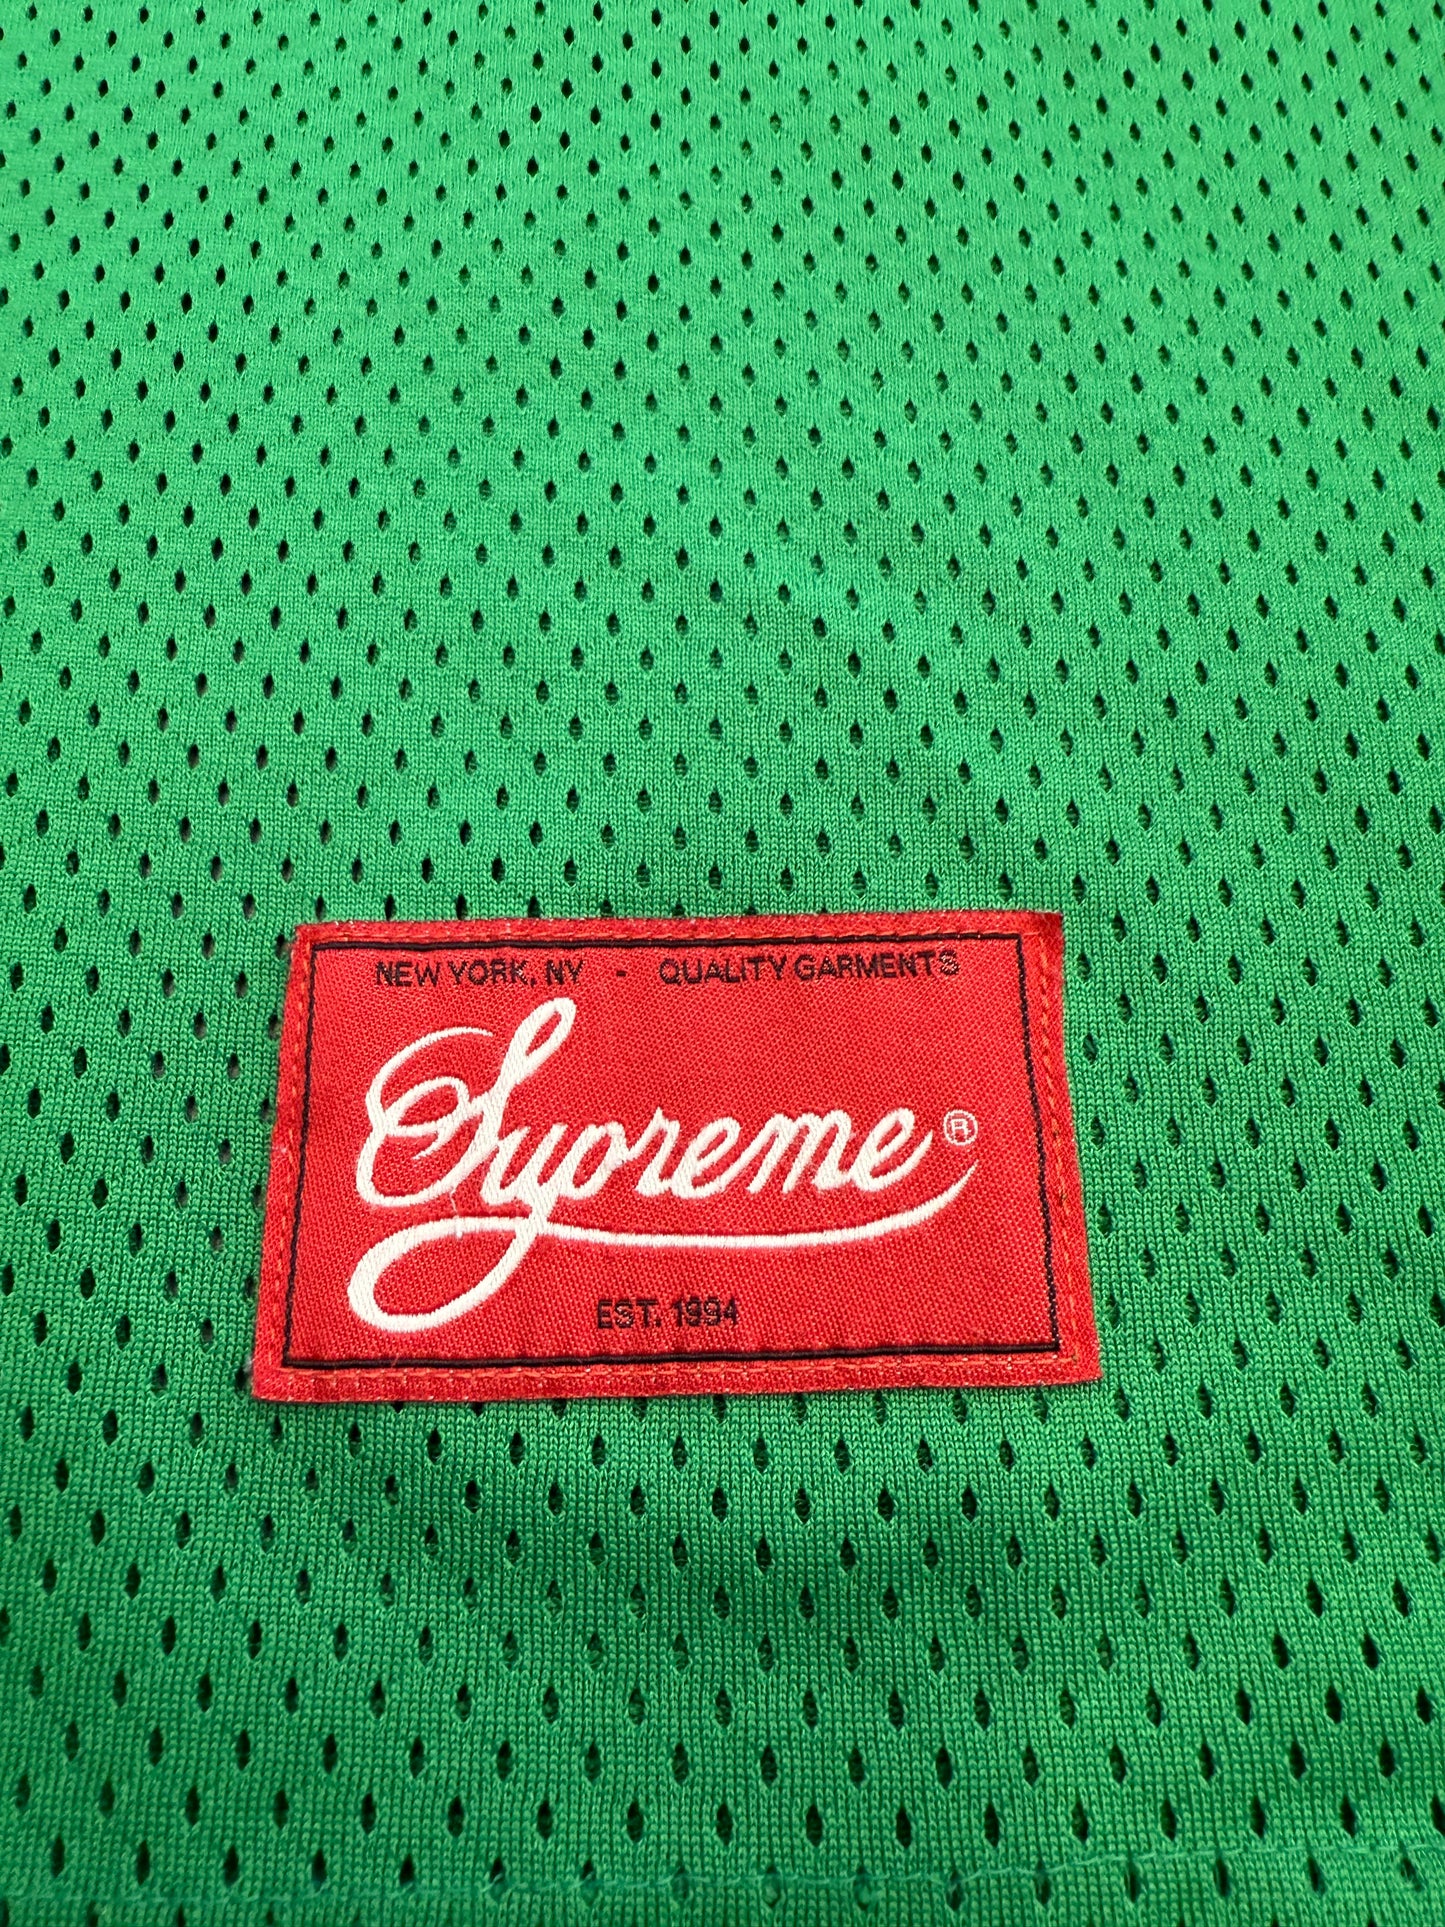 NEW YORK, NY - QUALITY GARMENTS
Supreme ®
EST. 1994